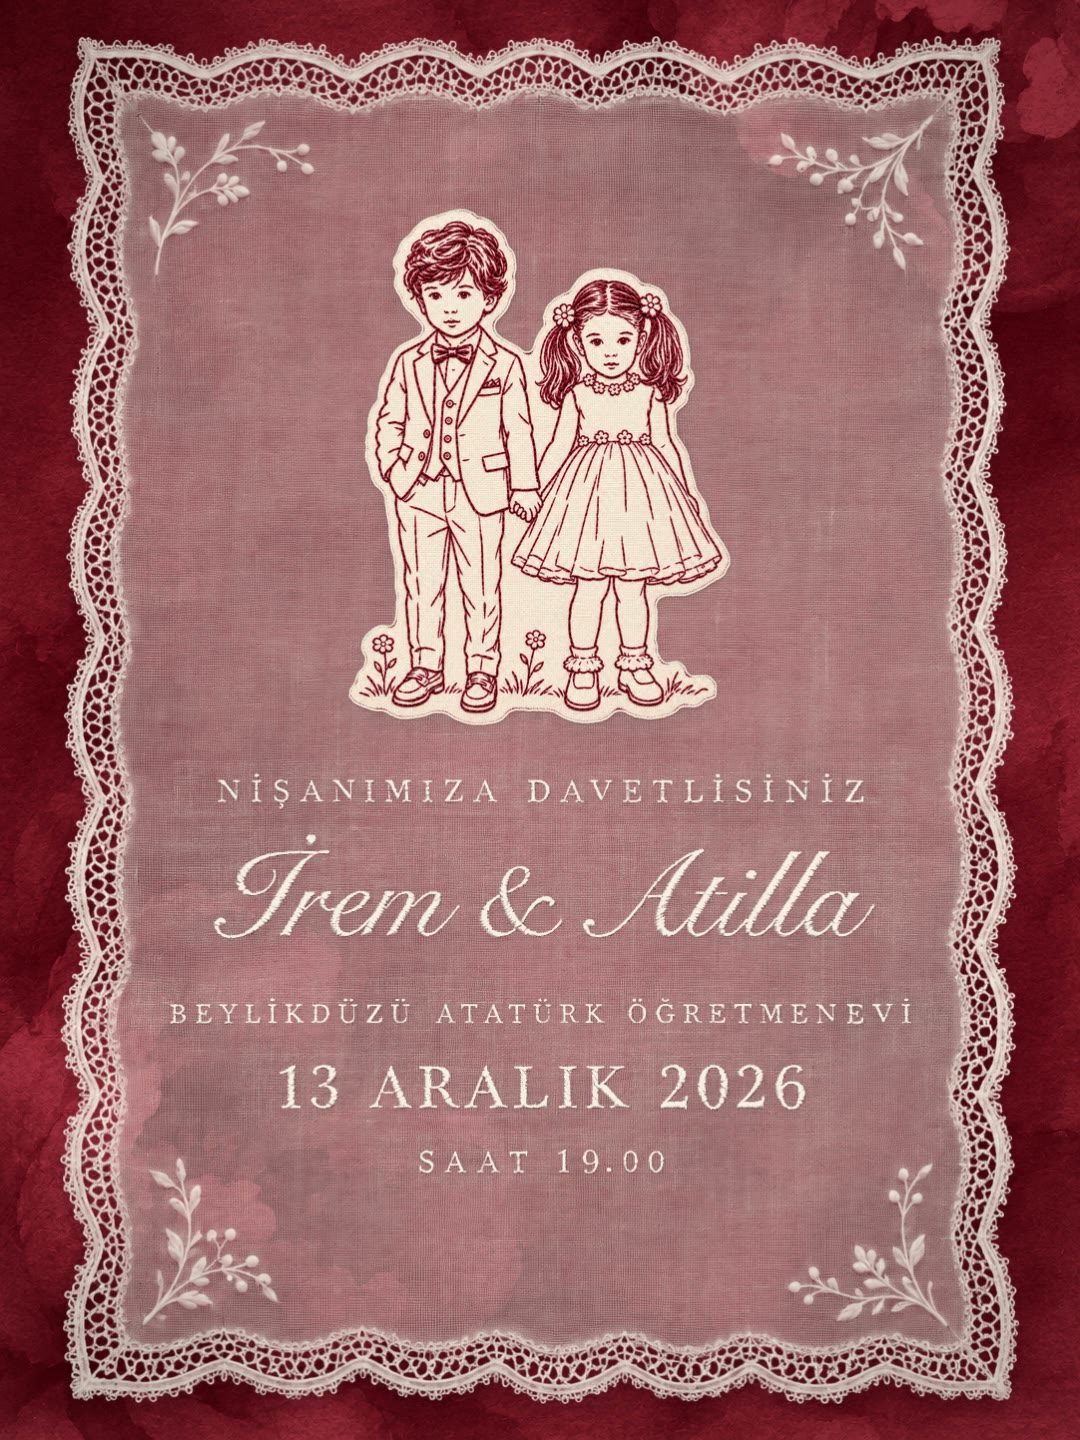 NİŞANIMIZA DAVETLİSİNİZ
İrem & Atilla
BEYLİKDÜZÜ ATATÜRK ÖĞRETMENEVİ
13 ARALIK 2026
SAAT 19.00